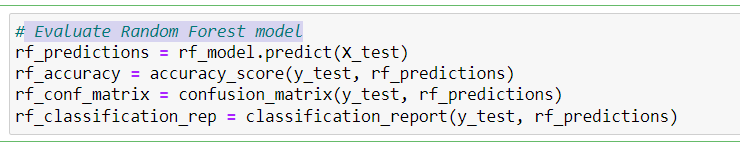 # Evaluate Random Forest model
rf_predictions = rf_model.predict(X_test)
rf_accuracy = accuracy_score(y_test, rf_predictions)
rf_conf_matrix = confusion_matrix(y_test, rf_predictions)
rf_classification_rep = classification_report(y_test, rf_predictions)